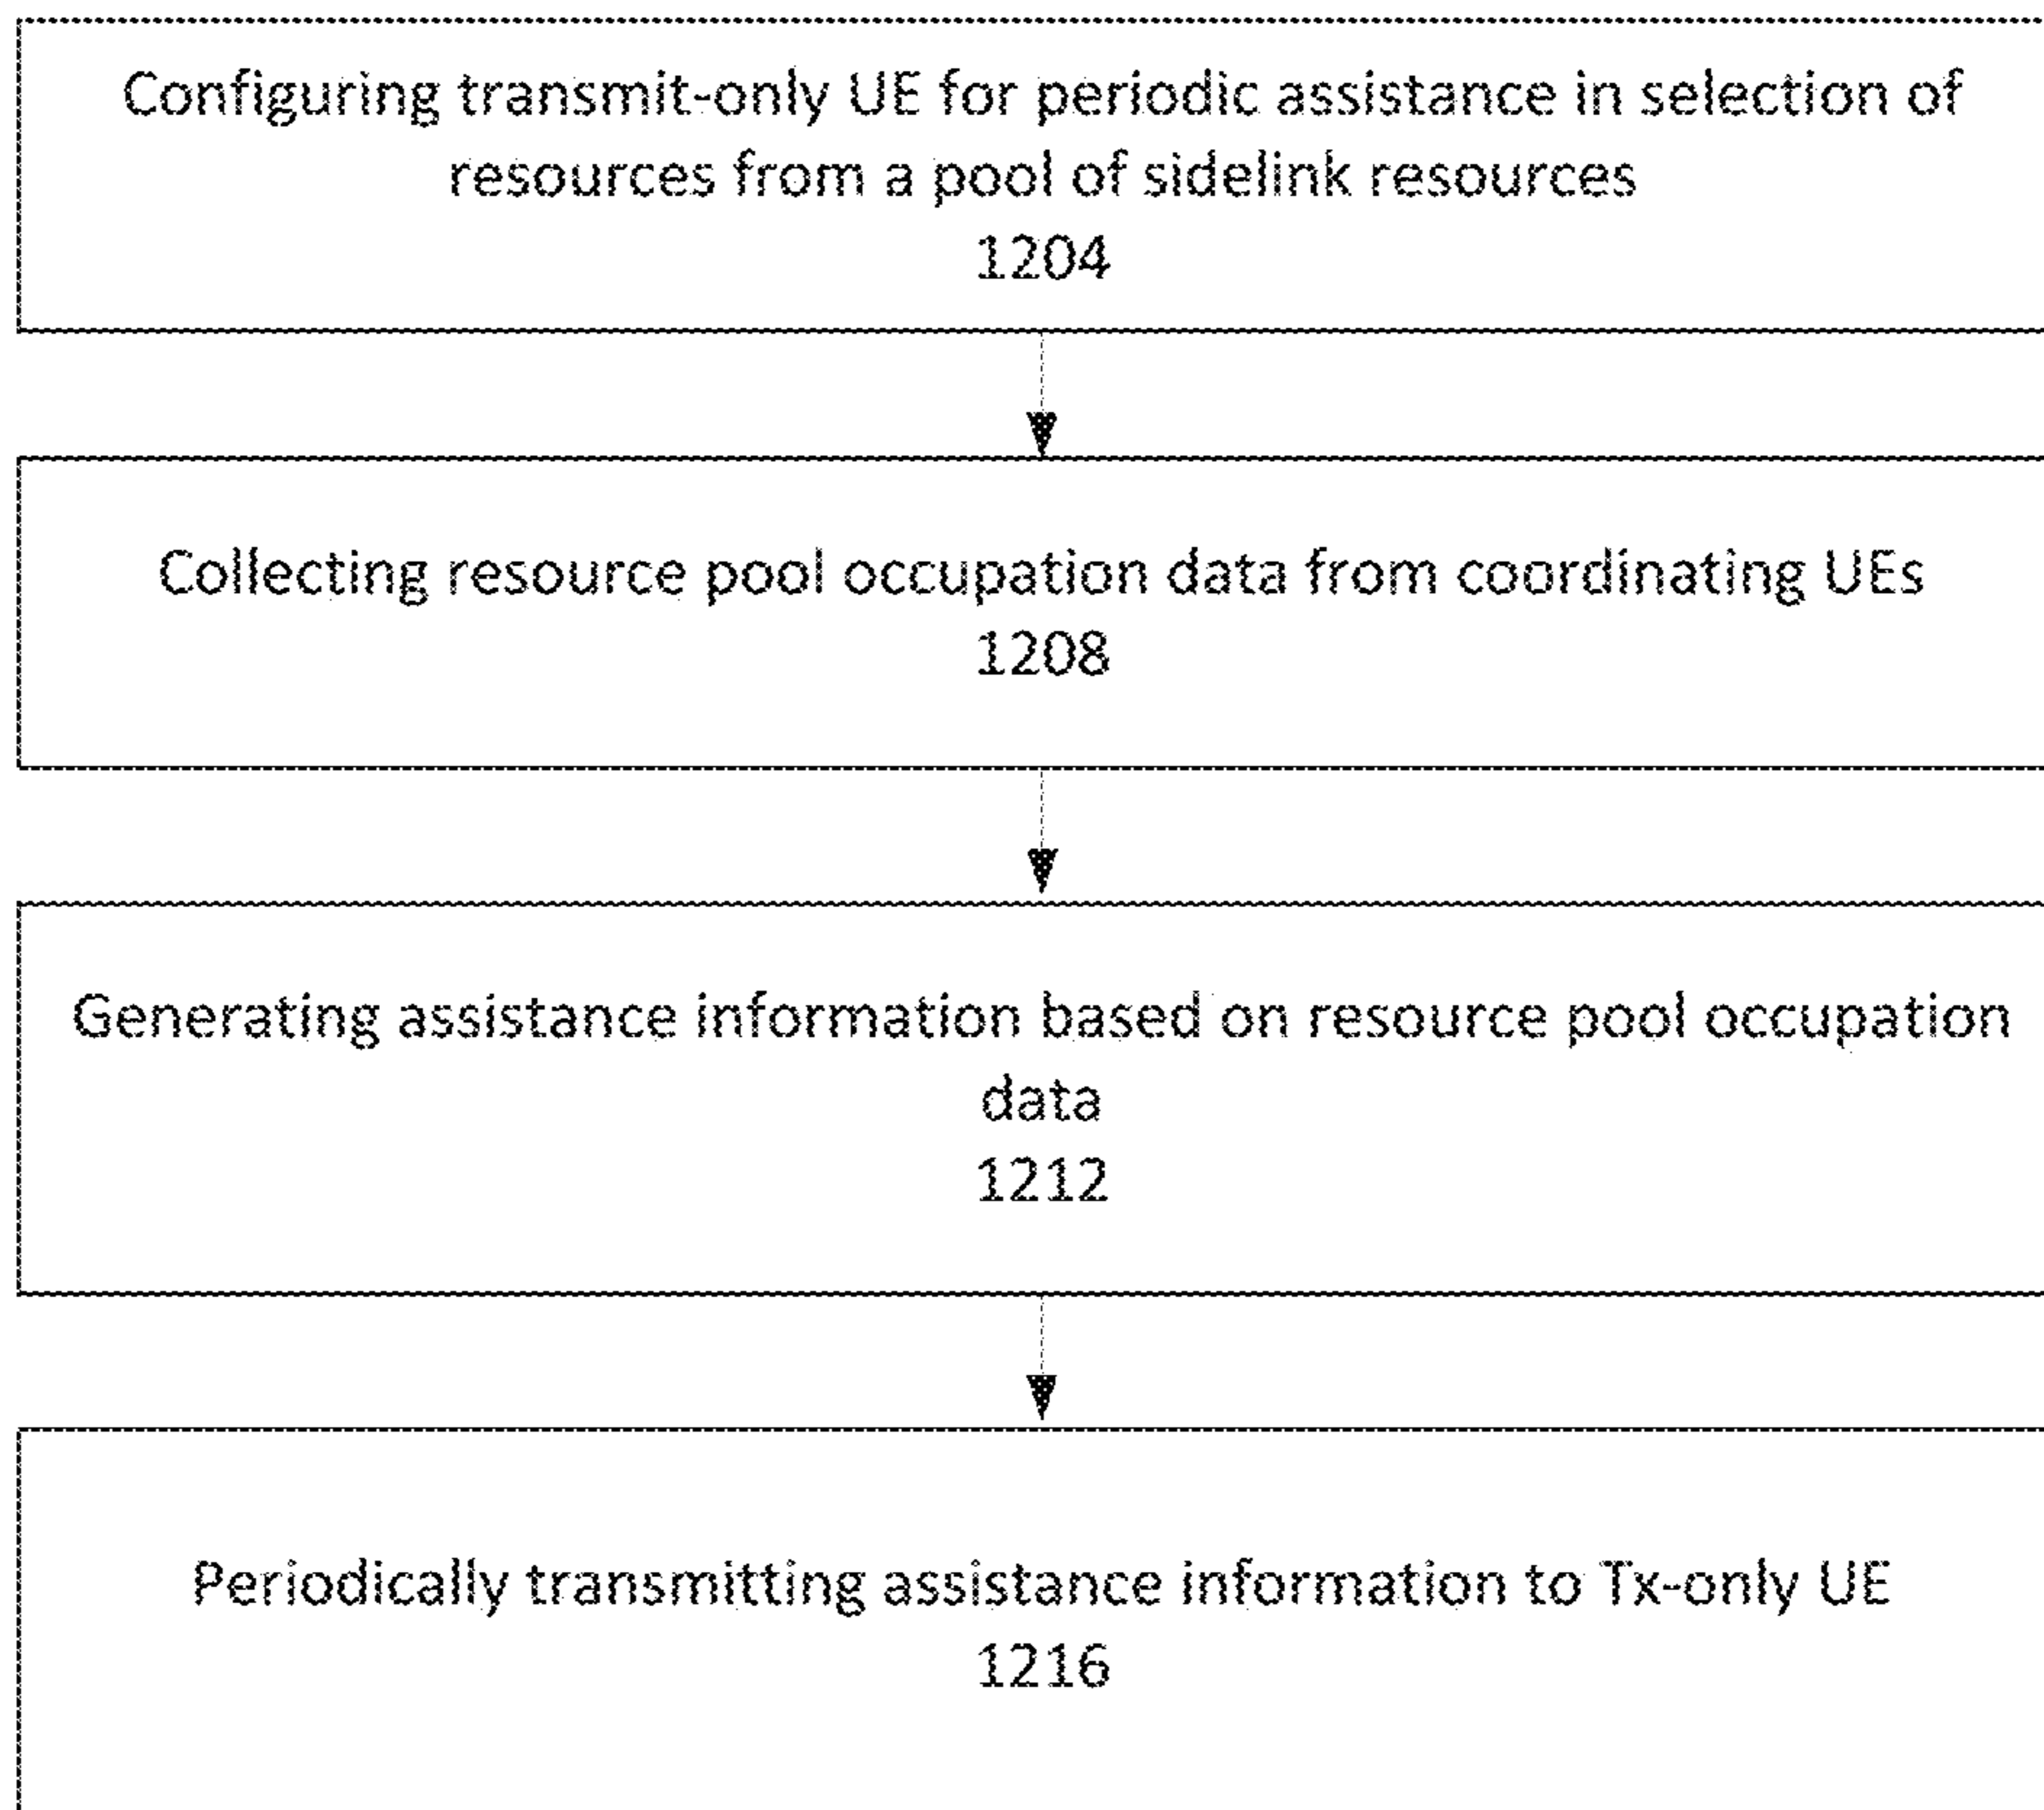 Configuring transmit-only UE for periodic assistance in selection of
resources from a pool of sidelink resources
1204
Collecting resource pool occupation data from coordinating UEs
1208
Generating assistance information based on resource pool occupation
data
1212
Periodically transmitting assistance information to Tx-only UE
1216